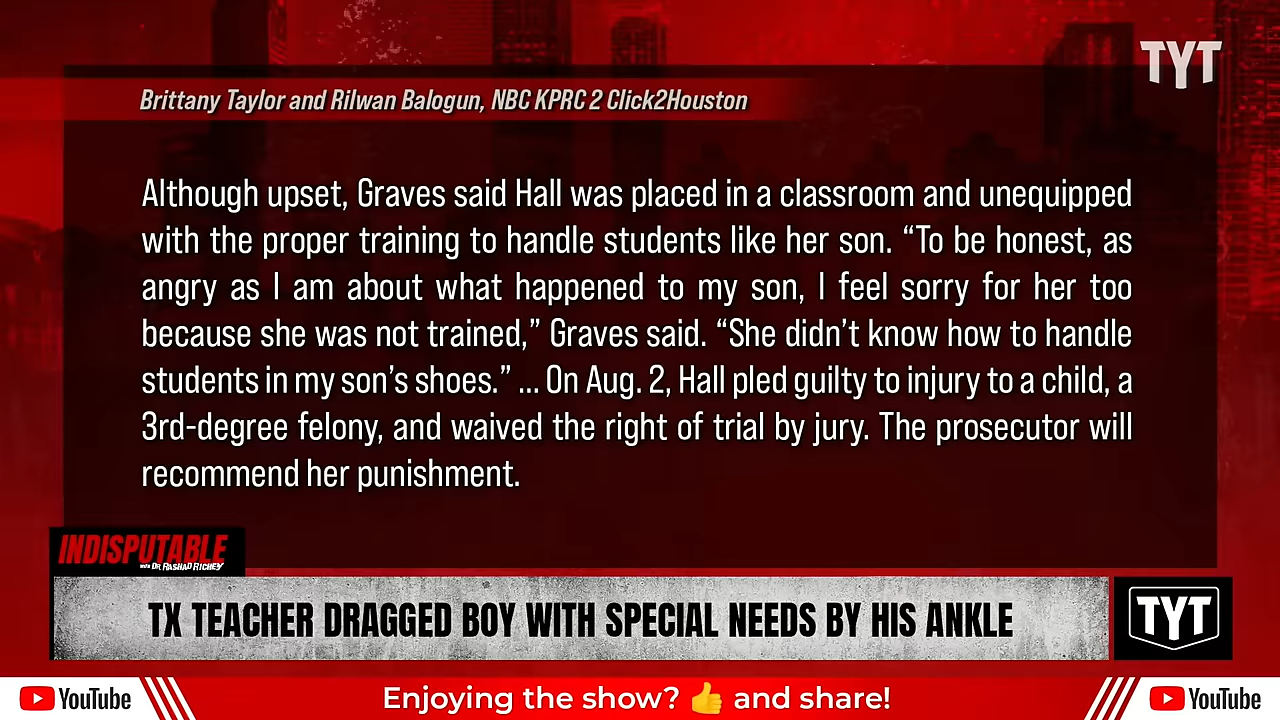 TYT
Brittany Taylor and Rilwan Balogun, NBC KPRC 2 Click2Houston
Although upset, Graves said Hall was placed in a classroom and unequipped
with the proper training to handle students like her son. “To be honest, as
angry as I am about what happened to my son, I feel sorry for her too
because she was not trained,” Graves said. “She didn’t know how to handle
students in my son’s shoes.” ... On Aug. 2, Hall pled guilty to injury to a child, a
3rd-degree felony, and waived the right of trial by jury. The prosecutor will
recommend her punishment.
INDISPUTABLE
WITH DR. RASHAD RICHEY
TX TEACHER DRAGGED BOY WITH SPECIAL NEEDS BY HIS ANKLE
TYT
YouTube
Enjoying the show? 👍 and share!
YouTube